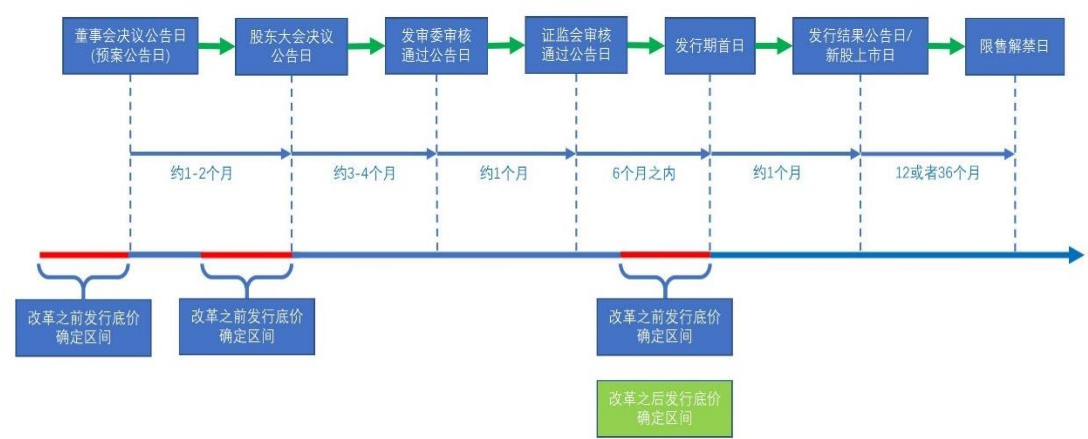 董事会决议公告日
(预案公告日)
股东大会决议
公告日
发审委审核
通过公告日
证监会审核
通过公告日
发行期首日
发行结果公告日/
新股上市日
限售解禁日
约1-2个月
约3-4个月
约1个月
6个月之内
约1个月
12或者36个月
改革之前发行底价
确定区间
改革之前发行底价
确定区间
改革之前发行底价
确定区间
改革之后发行底价
确定区间